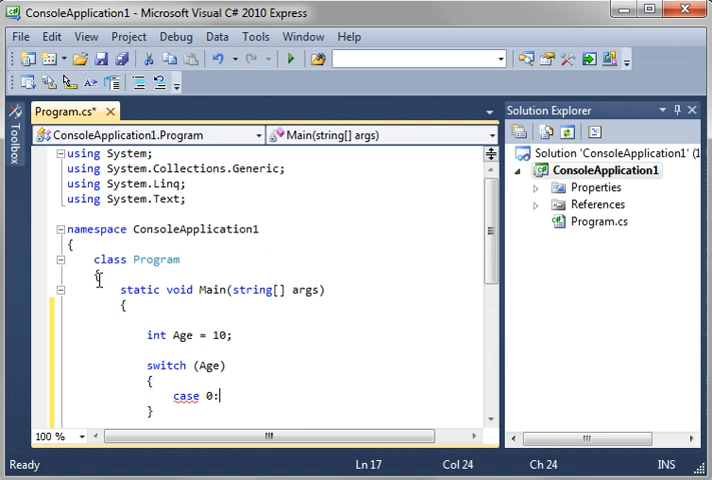 ConsoleApplication1 - Microsoft Visual C# 2010 Express
File Edit View Project Debug Data Tools Window Help
Program.cs*
Solution Explorer
ConsoleApplication1.Program
Main(string[] args)
Toolbox
using System;
using System.Collections.Generic;
using System.Linq;
using System.Text;
namespace ConsoleApplication1
{
class Program
{
static void Main(string[] args)
{
int Age = 10;
switch (Age)
{
case 0:
}
Solution 'ConsoleApplication1' (1
ConsoleApplication1
Properties
References
Program.cs
100 %
Ready
Ln 17
Col 24
Ch 24
INS